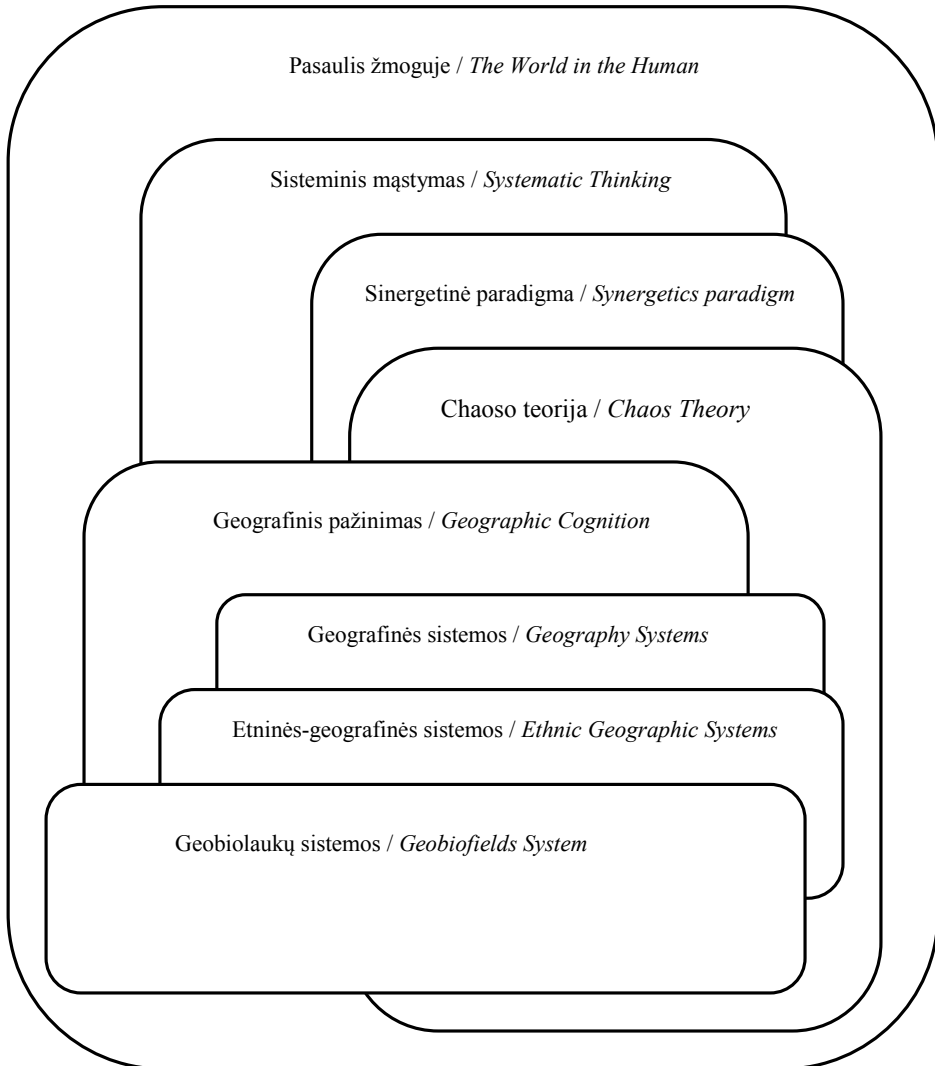 Pasaulis žmoguje / The World in the Human
Sisteminis mąstymas / Systematic Thinking
Sinergetinė paradigma / Synergetics paradigm
Chaoso teorija / Chaos Theory
Geografinis pažinimas / Geographic Cognition
Geografinės sistemos / Geography Systems
Etninės-geografinės sistemos / Ethnic Geographic Systems
Geobiolaukų sistemos / Geobiofields System